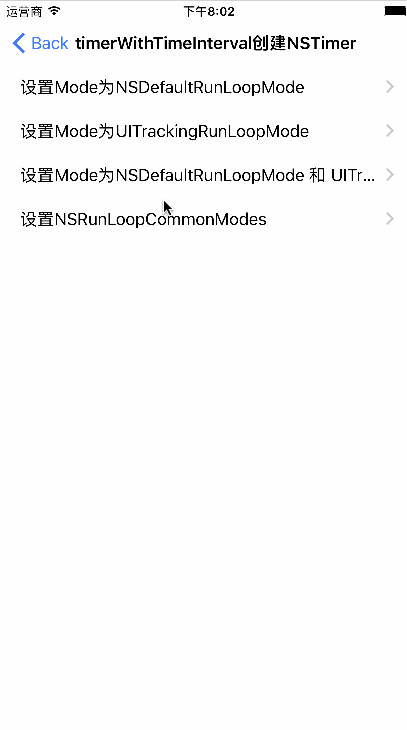 运营商 下午8:02
Back timerWithTimeInterval创建NSTimer
设置Mode为NSDefaultRunLoopMode
设置Mode为UITrackingRunLoopMode
设置Mode为NSDefaultRunLoopMode 和 UITr...
设置NSRunLoopCommonModes